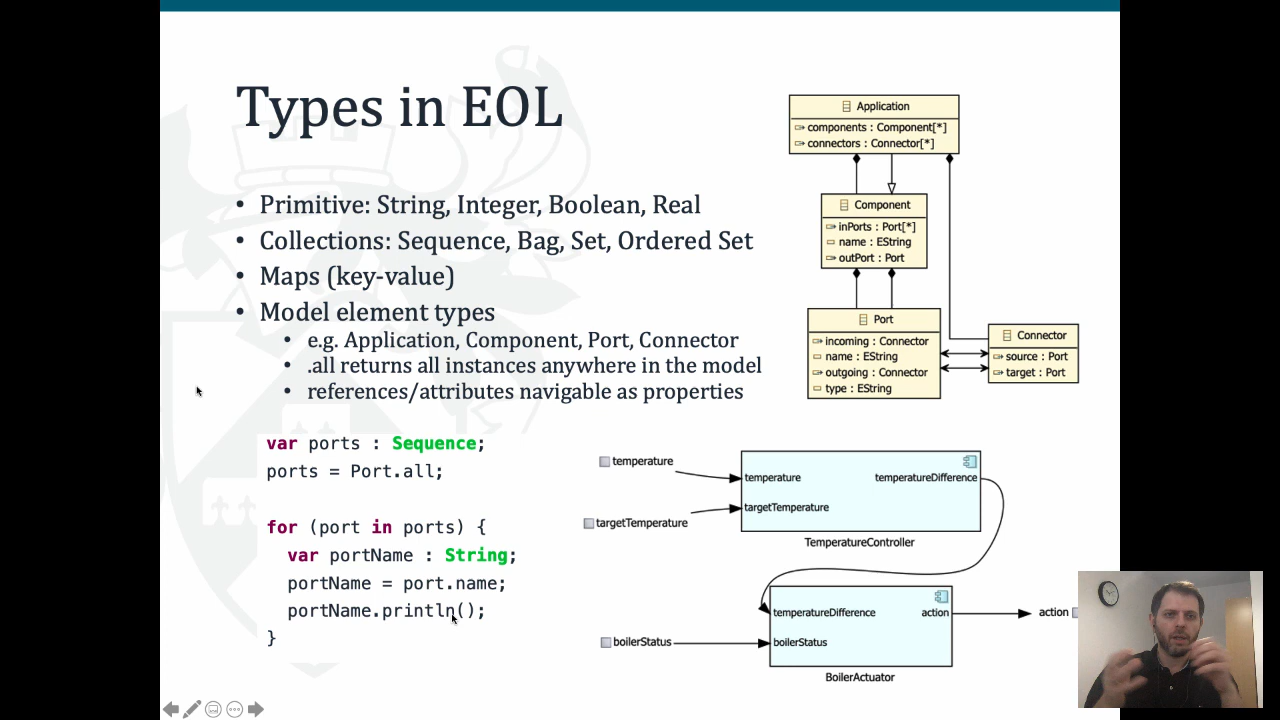 Types in EOL
• Primitive: String, Integer, Boolean, Real
• Collections: Sequence, Bag, Set, Ordered Set
• Maps (key-value)
• Model element types
• e.g. Application, Component, Port, Connector
• .all returns all instances anywhere in the model
• references/attributes navigable as properties
var ports : Sequence;
ports = Port.all;
for (port in ports) {
var portName : String;
portName = port.name;
portName.println();
}
Application
components : Component[*]
connectors : Connector[*]
Component
inPorts : Port[*]
name : EString
outPort : Port
Port
incoming : Connector
name : EString
outgoing : Connector
type : EString
Connector
source : Port
target : Port
temperature
targetTemperature
temperature
temperatureDifference
targetTemperature
TemperatureController
temperatureDifference
action
action
boilerStatus
boilerStatus
BoilerActuator